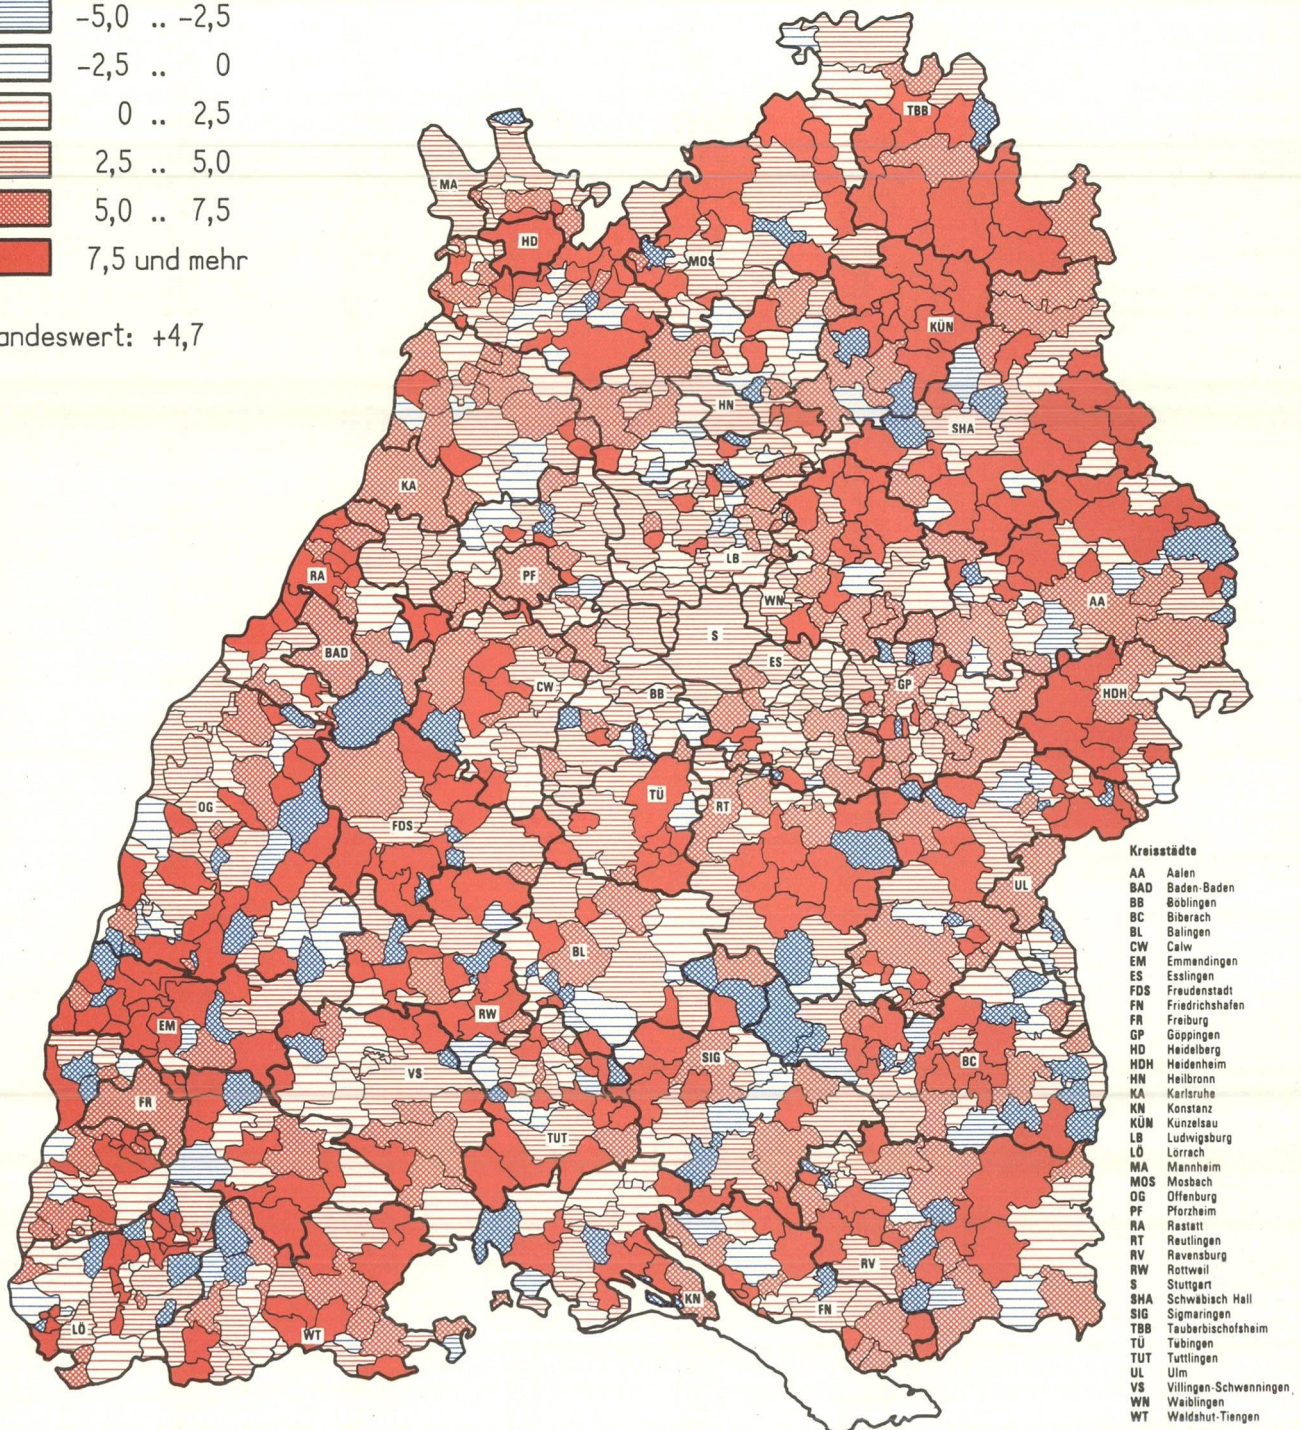 -5,0 .. -2,5
-2,5 .. 0
0 .. 2,5
2,5 .. 5,0
5,0 .. 7,5
7,5 und mehr
andeswert: +4,7
TBB
MA
HD
MOS
KÜN
HN
SHA
KA
LB
RA
PF
WN
AA
S
BAD
ES
CW
BB
GP
HDH
TÜ
OG
RT
FDS
UL
BL
RW
EM
SIG
BC
VS
FR
TUT
RV
KN
FN
LÖ
WT
Kreisstädte
AA Aalen
BAD Baden-Baden
BB Böblingen
BC Biberach
BL Balingen
CW Calw
EM Emmendingen
ES Esslingen
FDS Freudenstadt
FN Friedrichshafen
FR Freiburg
GP Göppingen
HD Heidelberg
HDH Heidenheim
HN Heilbronn
KA Karlsruhe
KN Konstanz
KÜN Künzelsau
LB Ludwigsburg
LÖ Lörrach
MA Mannheim
MOS Mosbach
OG Offenburg
PF Pforzheim
RA Rastatt
RT Reutlingen
RV Ravensburg
RW Rottweil
S Stuttgart
SHA Schwäbisch Hall
SIG Sigmaringen
TBB Tauberbischofsheim
TÜ Tübingen
TUT Tuttlingen
UL Ulm
VS Villingen-Schwenningen
WN Waiblingen
WT Waldshut-Tiengen